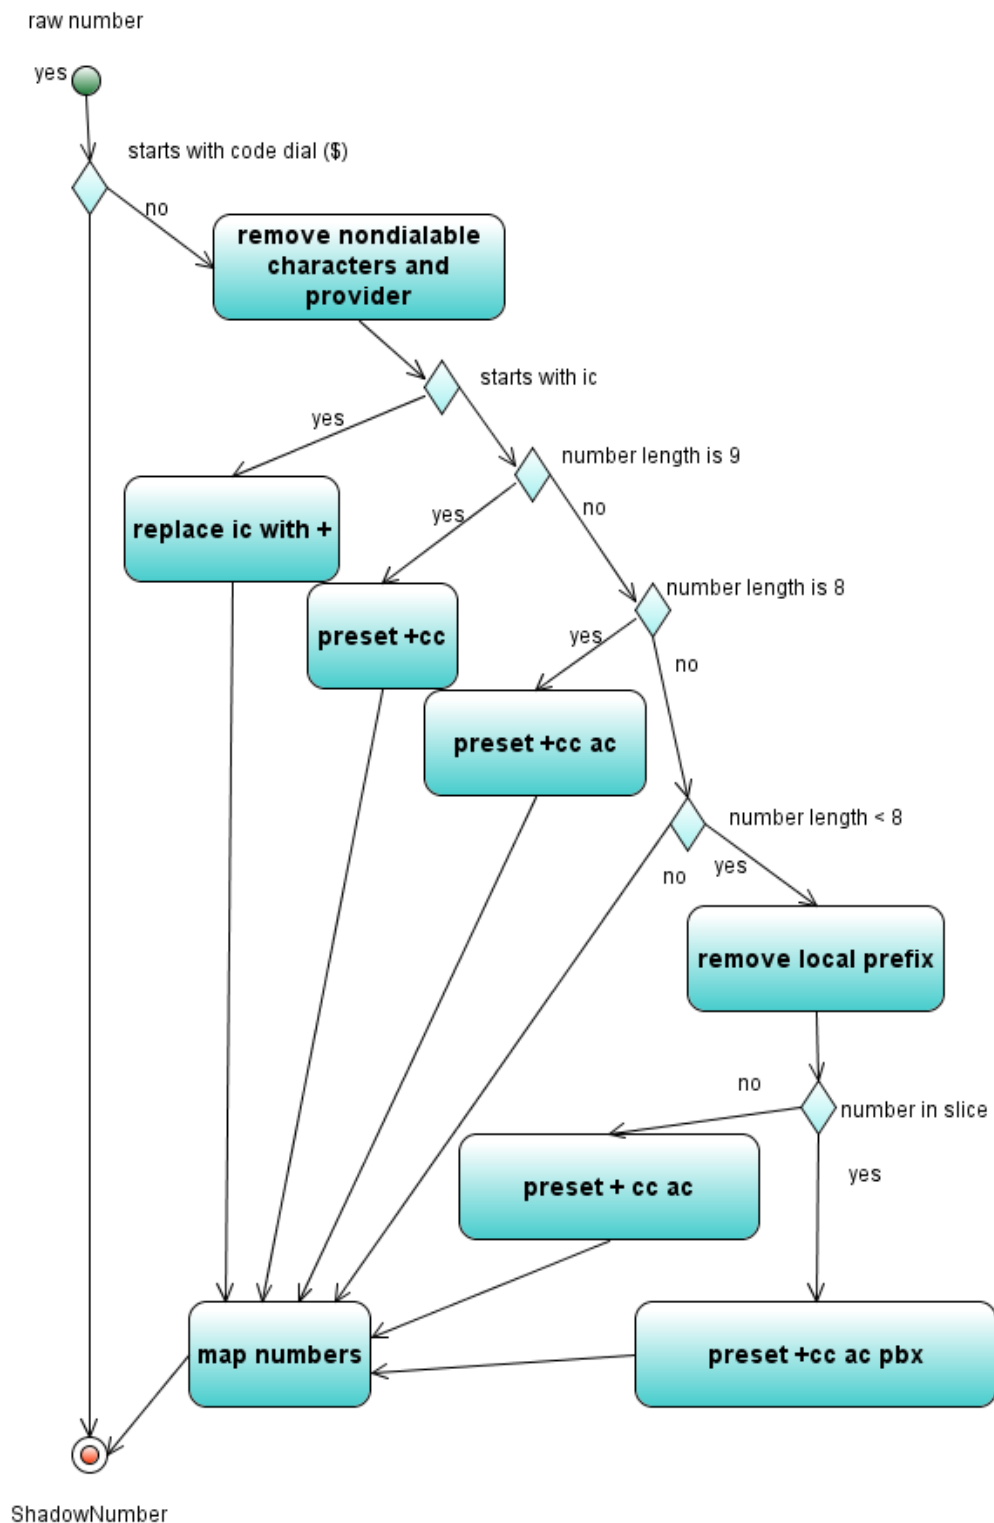 raw number
yes
starts with code dial ($)
no
remove nondialable
characters and
provider
starts with ic
yes
number length is 9
replace ic with +
yes
no
preset +cc
number length is 8
yes
no
preset +cc ac
number length < 8
no
yes
remove local prefix
no
number in slice
preset + cc ac
yes
map numbers
preset +cc ac pbx
ShadowNumber